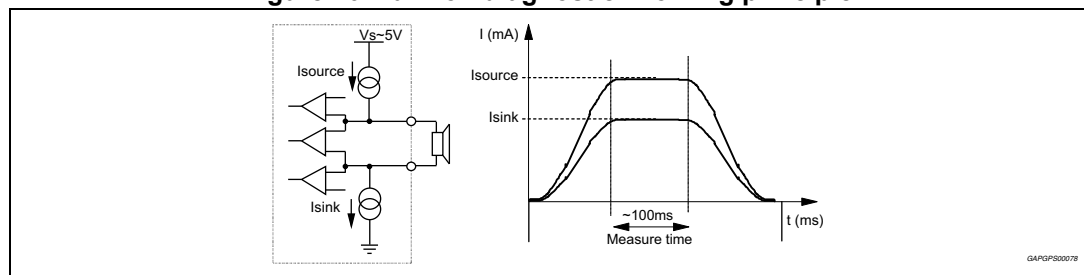 Vs~5V
Isource
Isink
I (mA)
Isource
Isink
~100ms
Measure time
t (ms)
GAPGPS00078